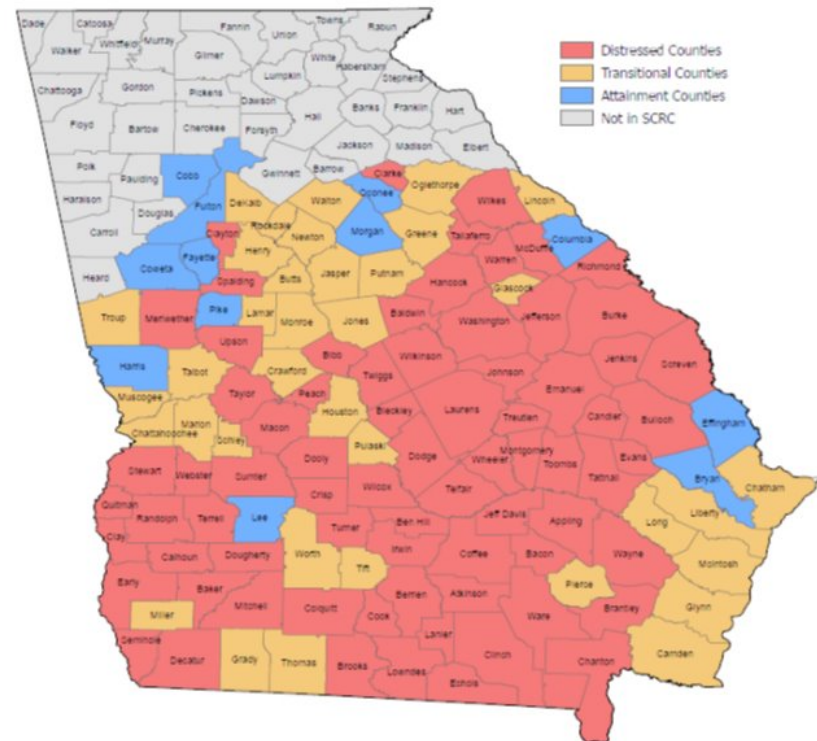 Dade
Catoosa
Fannin
Towns
Rabun
Whitfield
Murray
Union
Walker
Gilmer
White
Habersham
Lumpkin
Stephens
Chattooga
Gordon
Pickens
Dawson
Banks
Franklin
Hart
Hall
Floyd
Bartow
Cherokee
Forsyth
Jackson
Madison
Elbert
Polk
Paulding
Cobb
Gwinnett
Barrow
Clarke
Oglethorpe
Haralson
Douglas
Fulton
DeKalb
Walton
Oconee
Wilkes
Lincoln
Carroll
Clayton
Rockdale
Newton
Morgan
Greene
Taliaferro
McDuffie
Columbia
Fayette
Henry
Warren
Richmond
Heard
Coweta
Spalding
Butts
Jasper
Putnam
Hancock
Glascock
Troup
Meriwether
Pike
Lamar
Monroe
Jones
Baldwin
Washington
Jefferson
Burke
Upson
Harris
Talbot
Crawford
Bibb
Wilkinson
Twiggs
Johnson
Jenkins
Screven
Muscogee
Taylor
Peach
Houston
Bleckley
Laurens
Emanuel
Chattahoochee
Marion
Schley
Macon
Pulaski
Treutlen
Candler
Bulloch
Effingham
Stewart
Webster
Sumter
Dooly
Dodge
Wheeler
Montgomery
Toombs
Tattnall
Evans
Bryan
Chatham
Quitman
Randolph
Terrell
Lee
Crisp
Wilcox
Telfair
Liberty
Long
Clay
Calhoun
Dougherty
Turner
Ben Hill
Jeff Davis
Appling
Wayne
McIntosh
Worth
Tift
Irwin
Coffee
Bacon
Early
Baker
Pierce
Miller
Mitchell
Colquitt
Cook
Berrien
Atkinson
Ware
Brantley
Glynn
Seminole
Lanier
Decatur
Grady
Thomas
Brooks
Lowndes
Echols
Clinch
Charlton
Camden
Distressed Counties
Transitional Counties
Attainment Counties
Not in SCRC